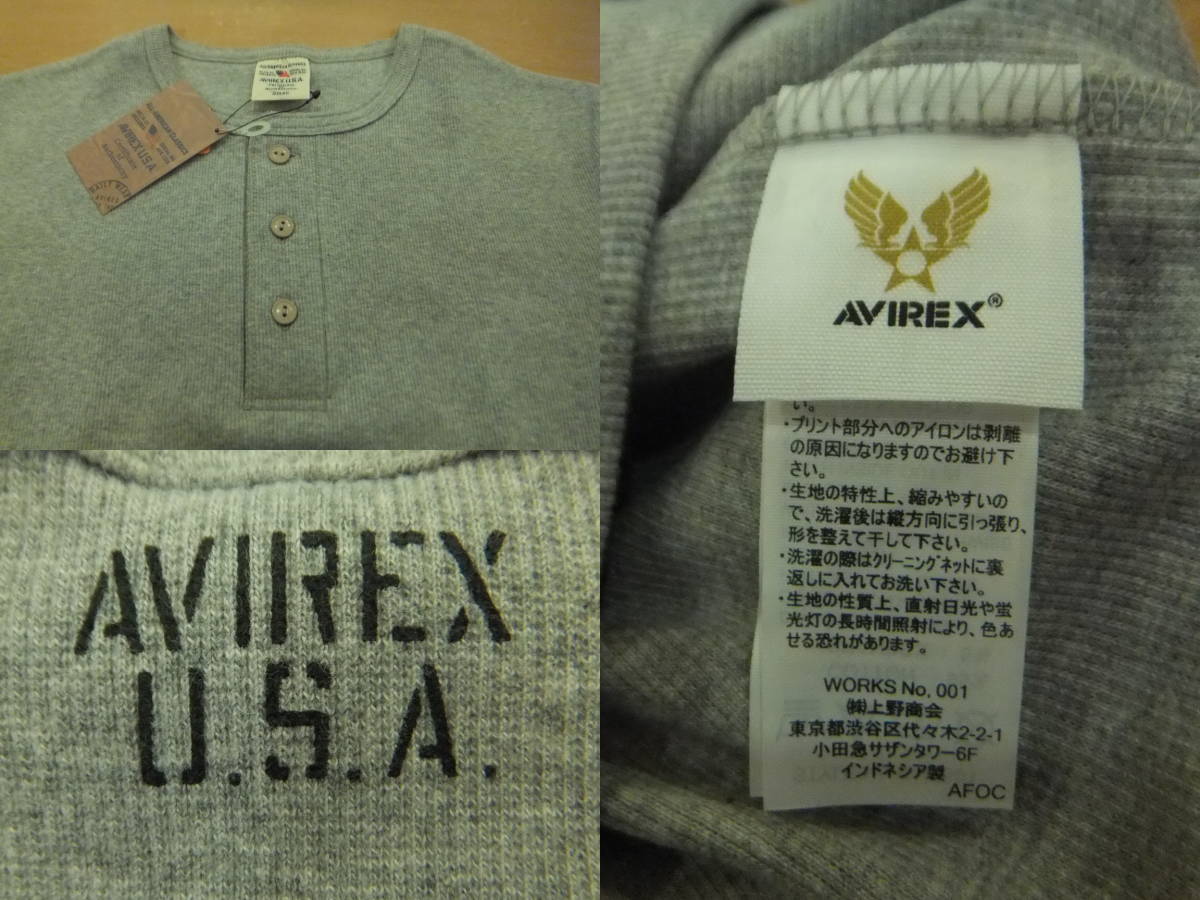 AVIREX U.S.A
AVIREX U.S.A
Certificate
of
Authenticity
DAILY WEAR
AVIREX
AVIREX
U.S.A.
AVIREX®
い。
・プリント部分へのアイロンは剥離
の原因になりますのでお避け下
さい。
・生地の特性上、縮みやすいの
で、洗濯後は縦方向に引っ張り、
形を整えて干して下さい。
・洗濯の際はクリーニングネットに裏
返しに入れてお洗い下さい。
・生地の性質上、直射日光や蛍
光灯の長時間照射により、色あ
せる恐れがあります。
WORKS No, 001
㈱上野商会
東京都渋谷区代々木2-2-1
小田急サザンタワー6F
インドネシア製
AFOC